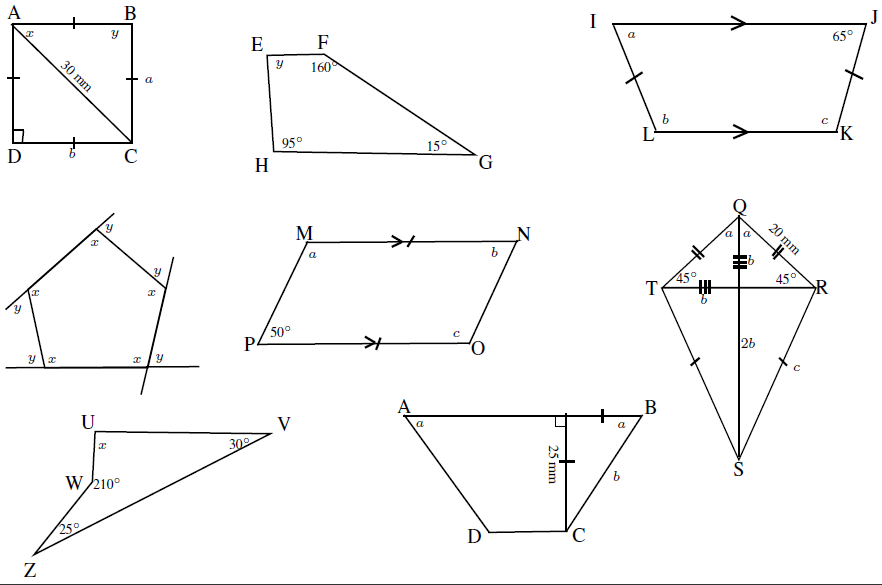 A B
x y
30 mm
a
D b C
E F
y 160°
95° 15°
H G
I J
a 65°
b c
L K
y
x
y
x x
y
y x x y
M N
a b
50° c
P O
Q
a a 20 mm
b
45° 45°
T b R
2b
c
S
U V
x 30°
W 210°
25°
Z
A B
a a
25 mm
b
D C